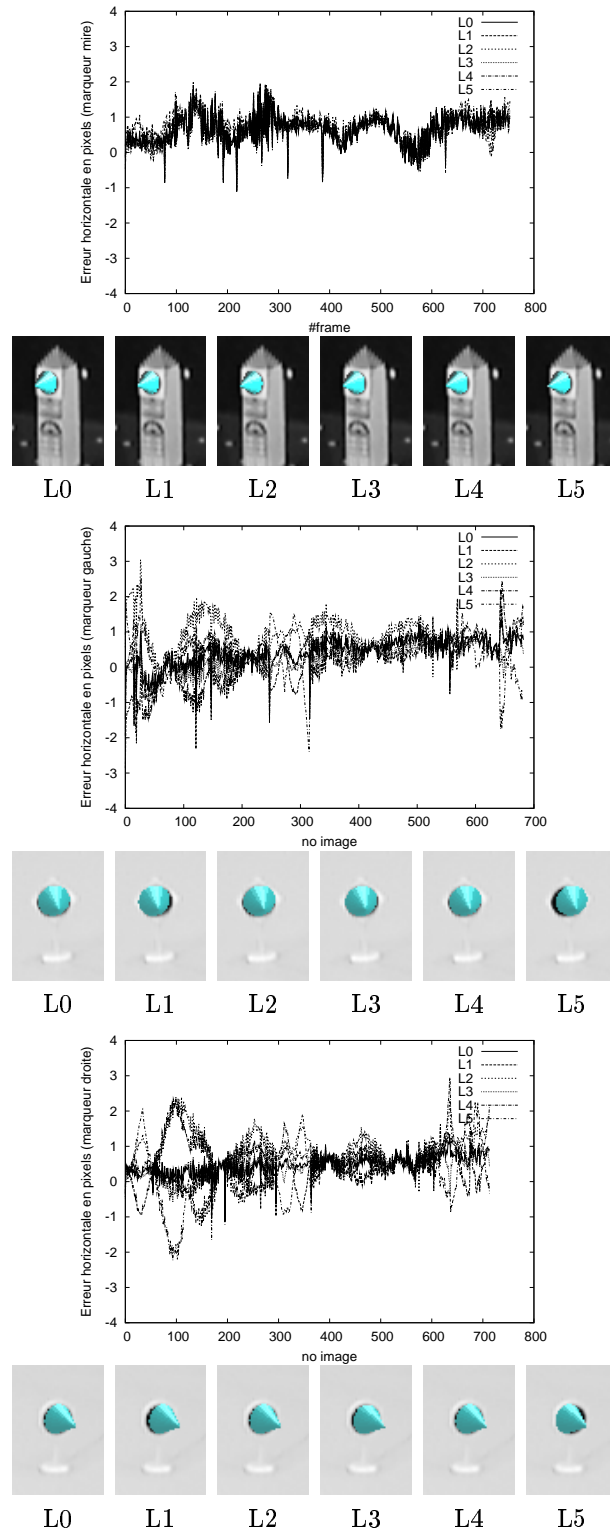 Erreur horizontale en pixels (marqueur mire)
4
3
2
1
0
-1
-2
-3
-4
L0
L1
L2
L3
L4
L5
0 100 200 300 400 500 600 700 800
#frame
L0 L1 L2 L3 L4 L5
Erreur horizontale en pixels (marqueur gauche)
4
3
2
1
0
-1
-2
-3
-4
L0
L1
L2
L3
L4
L5
0 100 200 300 400 500 600 700
no image
L0 L1 L2 L3 L4 L5
Erreur horizontale en pixels (marqueur droite)
4
3
2
1
0
-1
-2
-3
-4
L0
L1
L2
L3
L4
L5
0 100 200 300 400 500 600 700 800
no image
L0 L1 L2 L3 L4 L5